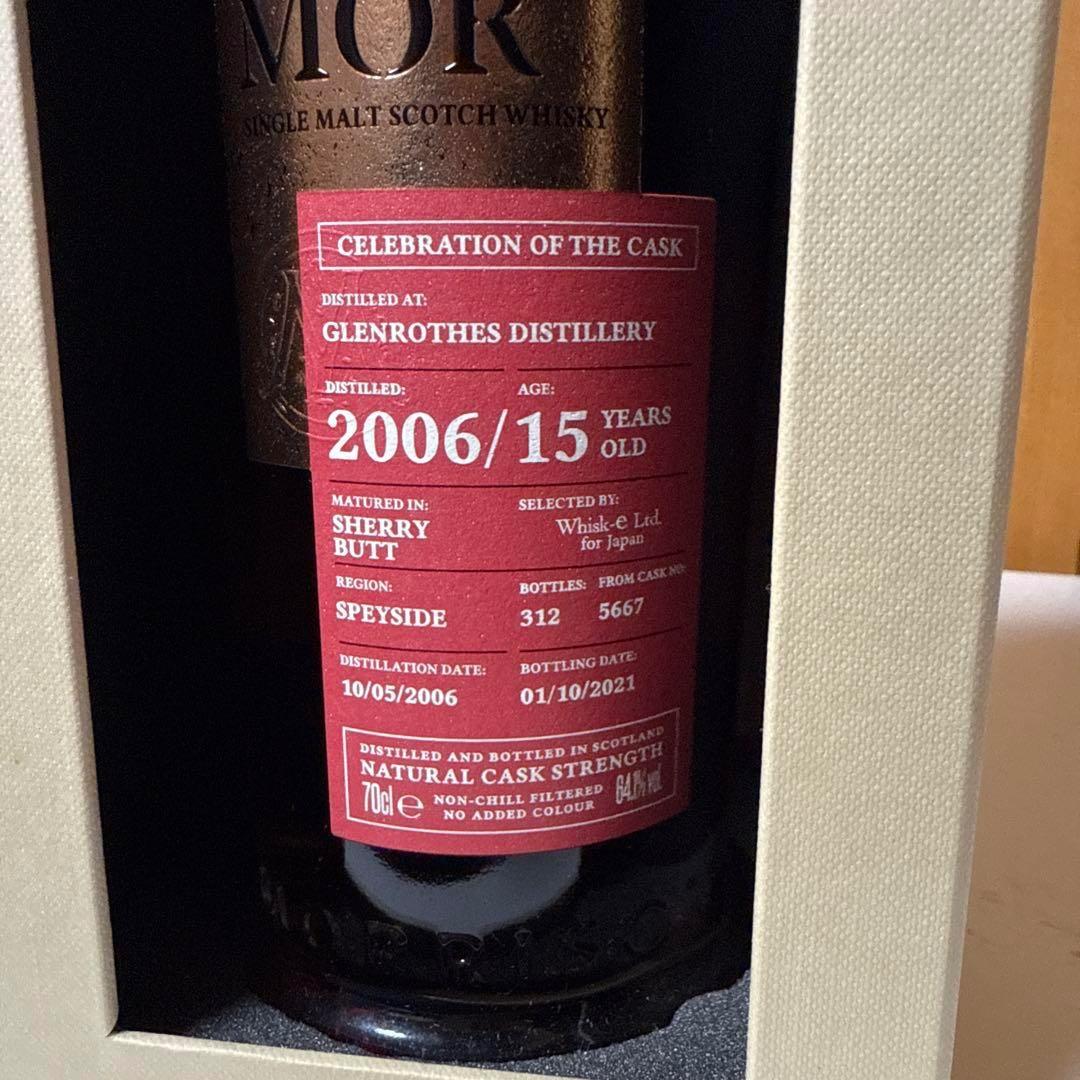 MOR
SINGLE MALT SCOTCH WHISKY
CELEBRATION OF THE CASK
DISTILLED AT:
GLENROTHES DISTILLERY
DISTILLED:
AGE:
2006/15 YEARS OLD
MATURED IN:
SHERRY
BUTT
SELECTED BY:
Whisk-e Ltd.
for Japan
REGION:
SPEYSIDE
BOTTLES:
312
FROM CASK NO:
5667
DISTILLATION DATE:
10/05/2006
BOTTLING DATE:
01/10/2021
DISTILLED AND BOTTLED IN SCOTLAND
NATURAL CASK STRENGTH
70cl e
NON-CHILL FILTERED
NO ADDED COLOUR
64.1% vol.